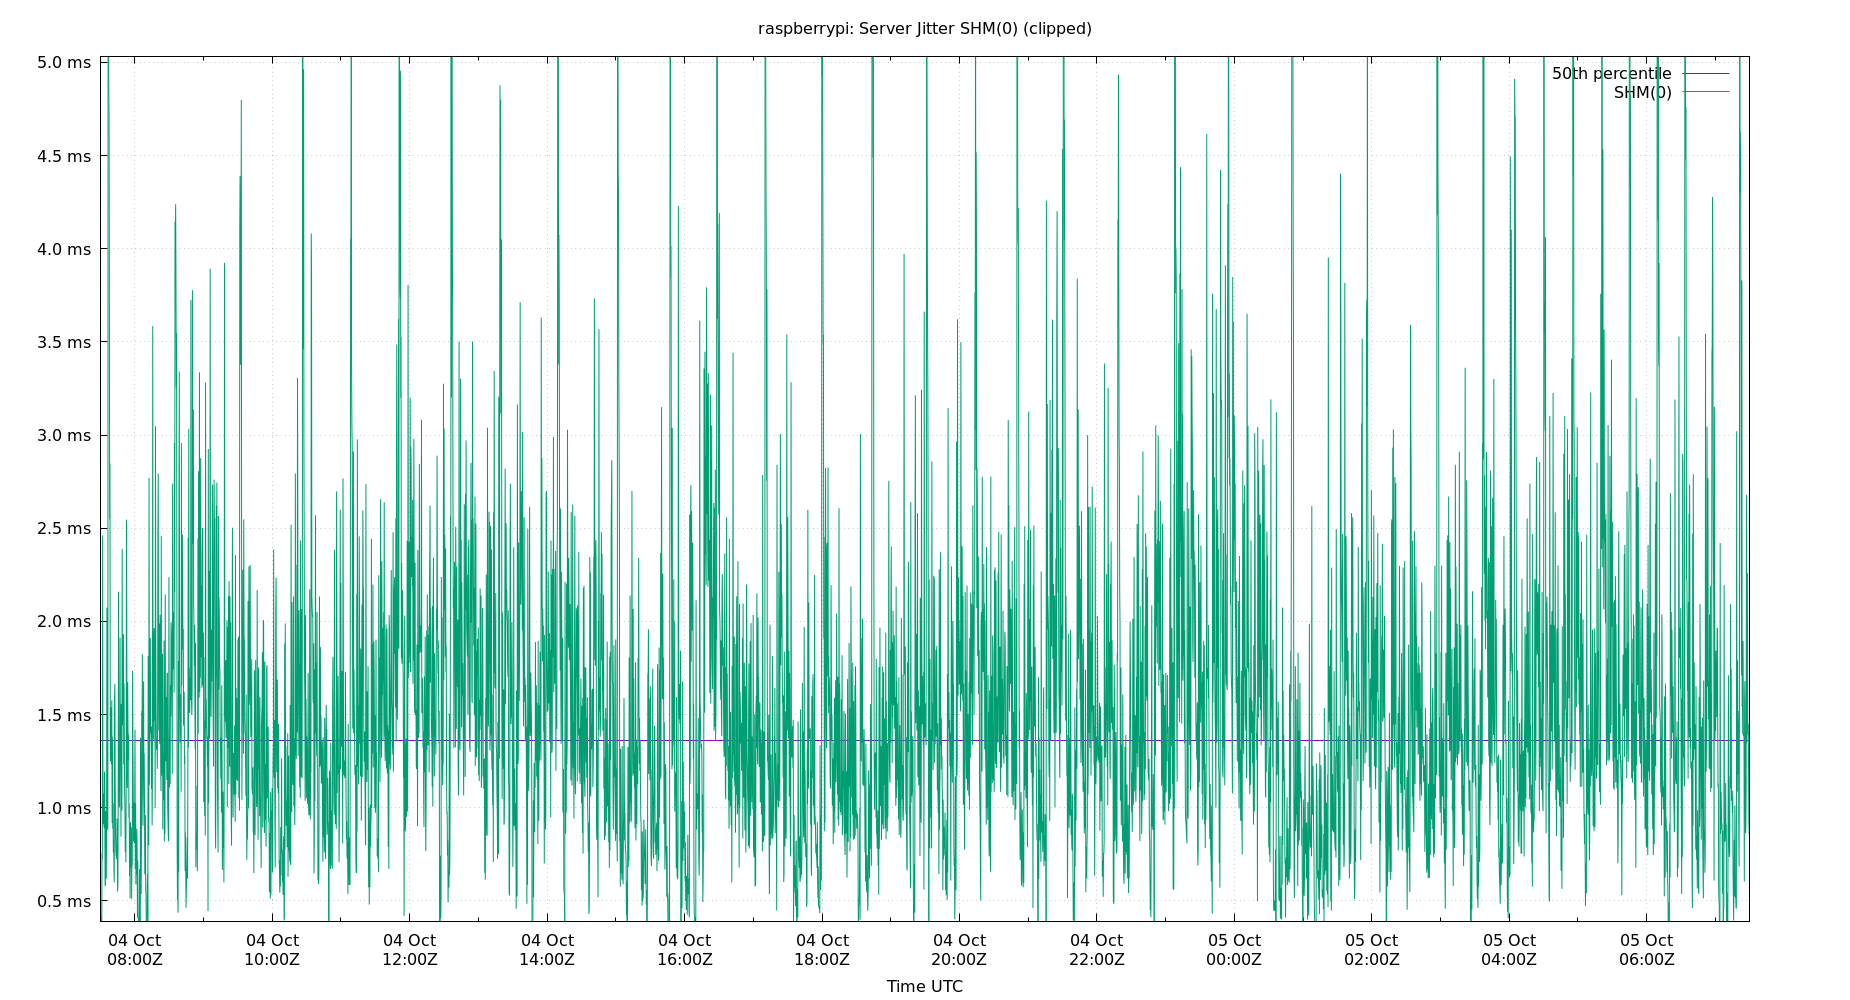 raspberrypi: Server Jitter SHM(0) (clipped)
5.0 ms
4.5 ms
4.0 ms
3.5 ms
3.0 ms
2.5 ms
2.0 ms
1.5 ms
1.0 ms
0.5 ms
50th percentile
SHM(0)
04 Oct 04 Oct 04 Oct 04 Oct 04 Oct 04 Oct 04 Oct 04 Oct 05 Oct 05 Oct 05 Oct 05 Oct
08:00Z 10:00Z 12:00Z 14:00Z 16:00Z 18:00Z 20:00Z 22:00Z 00:00Z 02:00Z 04:00Z 06:00Z
Time UTC